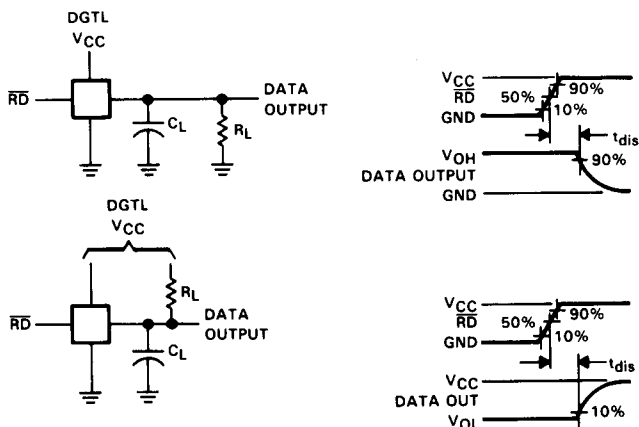 DGTL
VCC
RD
CL
RL
DATA
OUTPUT
VCC
RD
GND
50%
90%
10%
tdis
VOH
DATA OUTPUT
GND
90%
DGTL
VCC
RL
RD
DATA
OUTPUT
CL
VCC
RD
GND
50%
90%
10%
tdis
VCC
DATA OUT
VOL
10%